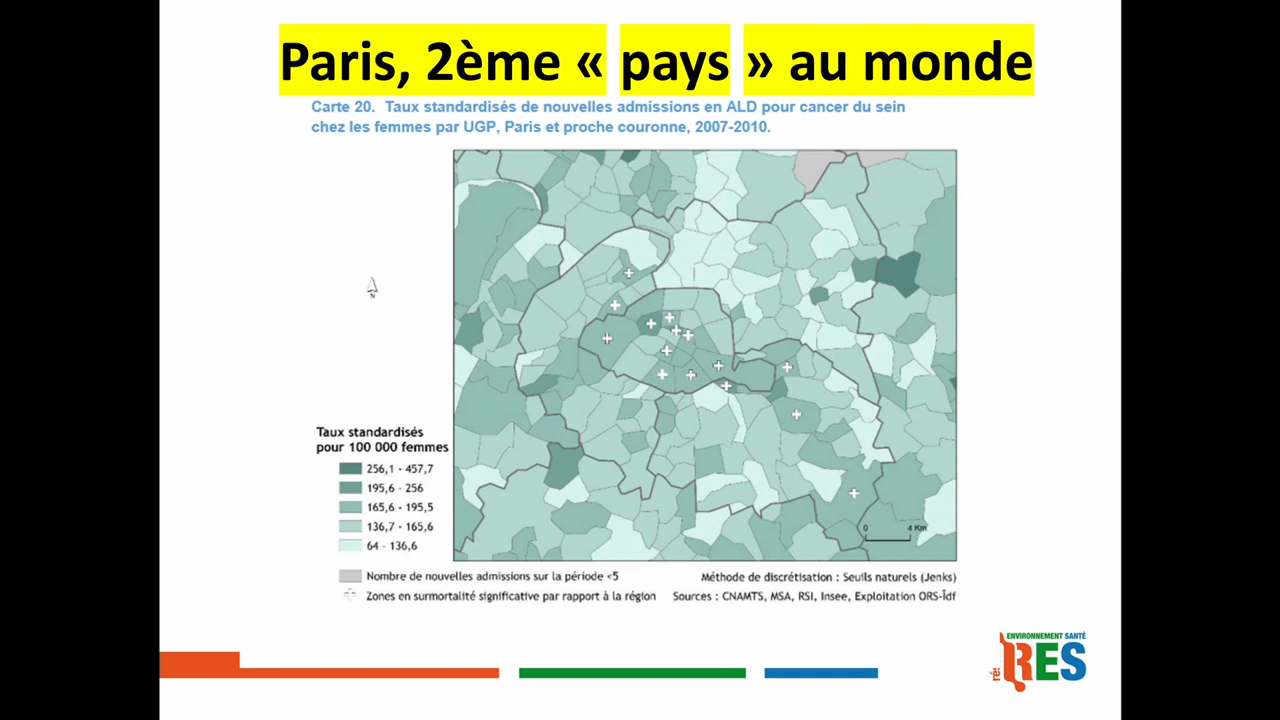 Paris, 2ème « pays » au monde
Carte 20. Taux standardisés de nouvelles admissions en ALD pour cancer du sein
chez les femmes par UGP, Paris et proche couronne, 2007-2010.
N
Taux standardisés
pour 100 000 femmes
256,1 - 457,7
195,6 - 256
165,6 - 195,5
136,7 - 165,6
64 - 136,6
0 4 Km
Nombre de nouvelles admissions sur la période <5
Méthode de discrétisation : Seuils naturels (Jenks)
Zones en surmortalité significative par rapport à la région
Sources : CNAMTS, MSA, RSI, Insee, Exploitation ORS-Îdf
ENVIRONNEMENT SANTÉ
RES